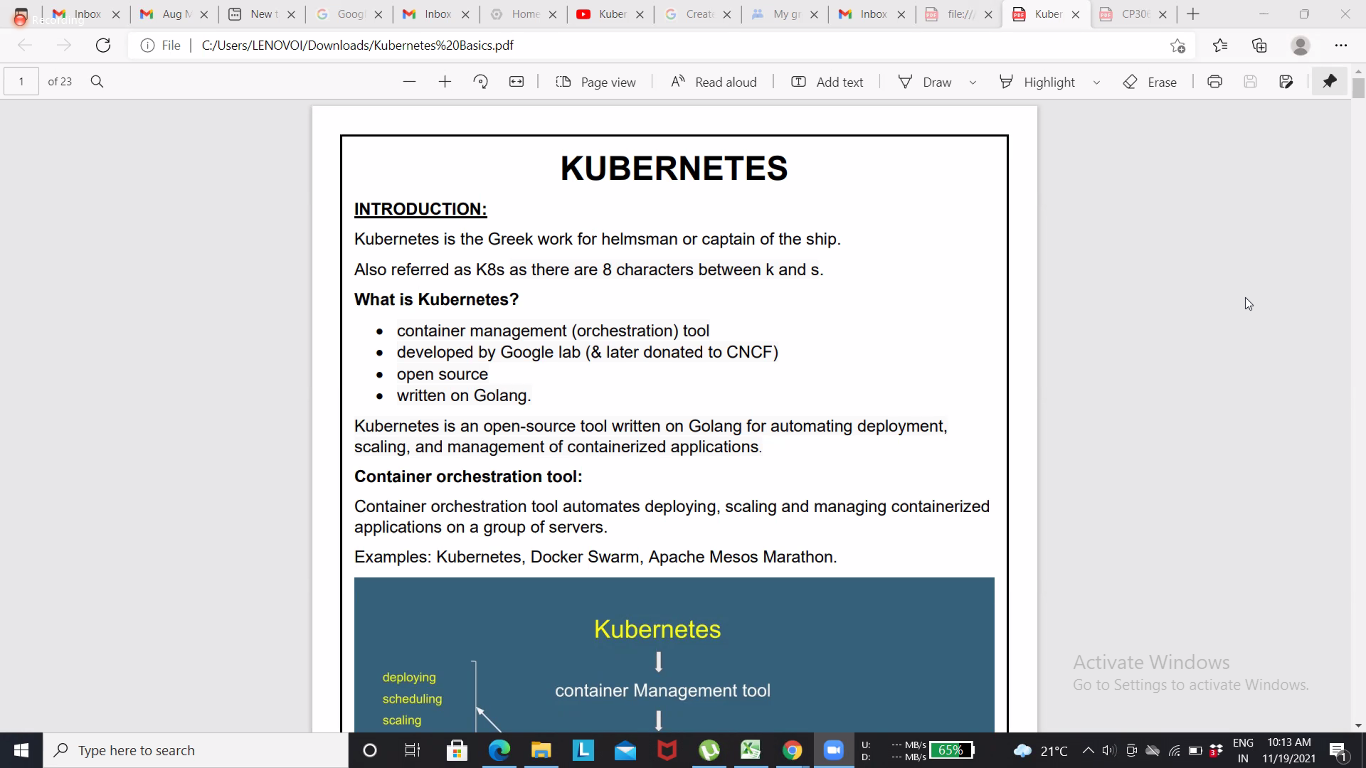 Recording
Inbox
Aug M
New t
Googl
Inbox
Home
Kuber
Create
My gr
Inbox
file://
Kuber
CP30
File
C:/Users/LENOVOI/Downloads/Kubernetes%20Basics.pdf
1 of 23
Page view
Read aloud
Add text
Draw
Highlight
Erase
KUBERNETES
INTRODUCTION:
Kubernetes is the Greek work for helmsman or captain of the ship.
Also referred as K8s as there are 8 characters between k and s.
What is Kubernetes?
• container management (orchestration) tool
• developed by Google lab (& later donated to CNCF)
• open source
• written on Golang.
Kubernetes is an open-source tool written on Golang for automating deployment,
scaling, and management of containerized applications.
Container orchestration tool:
Container orchestration tool automates deploying, scaling and managing containerized
applications on a group of servers.
Examples: Kubernetes, Docker Swarm, Apache Mesos Marathon.
Kubernetes
container Management tool
deploying
scheduling
scaling
Activate Windows
Go to Settings to activate Windows.
Type here to search
U: --- MB/s
D: --- MB/s
65%
21°C
ENG
IN
10:13 AM
11/19/2021
1